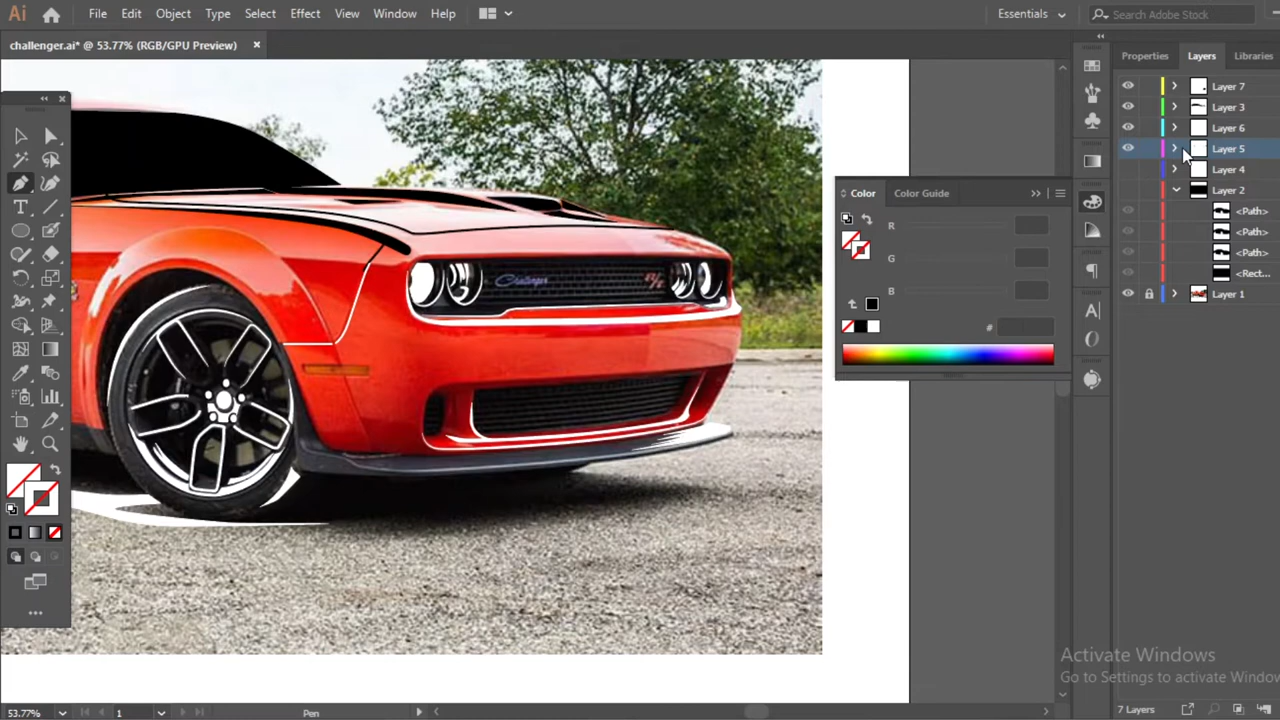 Ai File Edit Object Type Select Effect View Window Help Essentials Search Adobe Stock
challenger.ai* @ 53.77% (RGB/GPU Preview) ×
Properties Layers Libraries
Layer 7
Layer 3
Layer 6
Layer 5
Layer 4
Layer 2
<Path>
<Path>
<Path>
<Rect...
Layer 1
Color Color Guide
R
G
B
#
Challenger R/T
Activate Windows
Go to Settings to activate Windo
53.77% 1 Pen 7 Layers